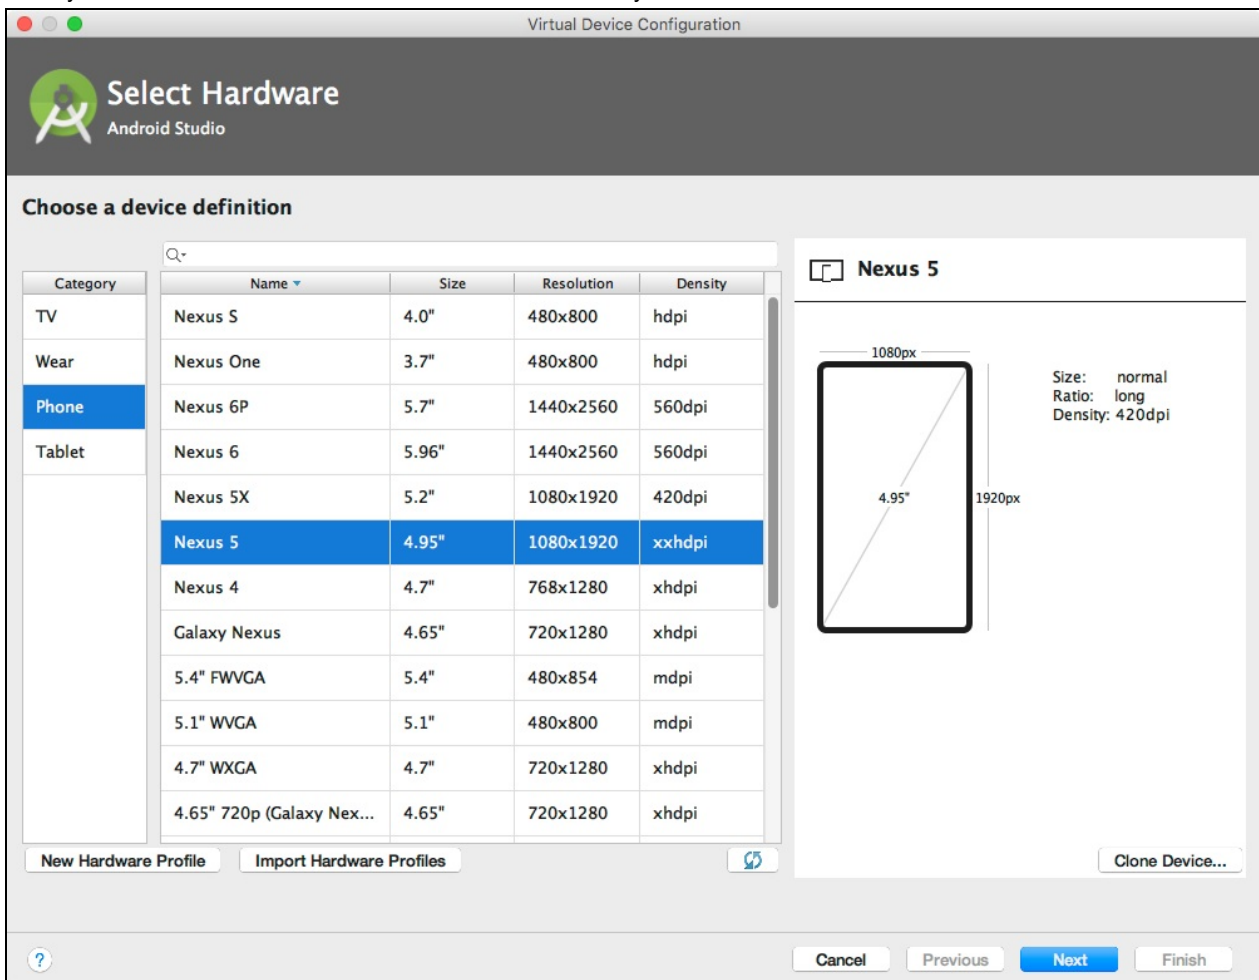 Virtual Device Configuration
Select Hardware
Android Studio
Choose a device definition
Category
TV
Wear
Phone
Tablet
Name Size Resolution Density
Nexus S 4.0" 480x800 hdpi
Nexus One 3.7" 480x800 hdpi
Nexus 6P 5.7" 1440x2560 560dpi
Nexus 6 5.96" 1440x2560 560dpi
Nexus 5X 5.2" 1080x1920 420dpi
Nexus 5 4.95" 1080x1920 xxhdpi
Nexus 4 4.7" 768x1280 xhdpi
Galaxy Nexus 4.65" 720x1280 xhdpi
5.4" FWVGA 5.4" 480x854 mdpi
5.1" WVGA 5.1" 480x800 mdpi
4.7" WXGA 4.7" 720x1280 xhdpi
4.65" 720p (Galaxy Nex... 4.65" 720x1280 xhdpi
New Hardware Profile Import Hardware Profiles
Nexus 5
1080px
4.95"
1920px
Size: normal
Ratio: long
Density: 420dpi
Clone Device...
? Cancel Previous Next Finish